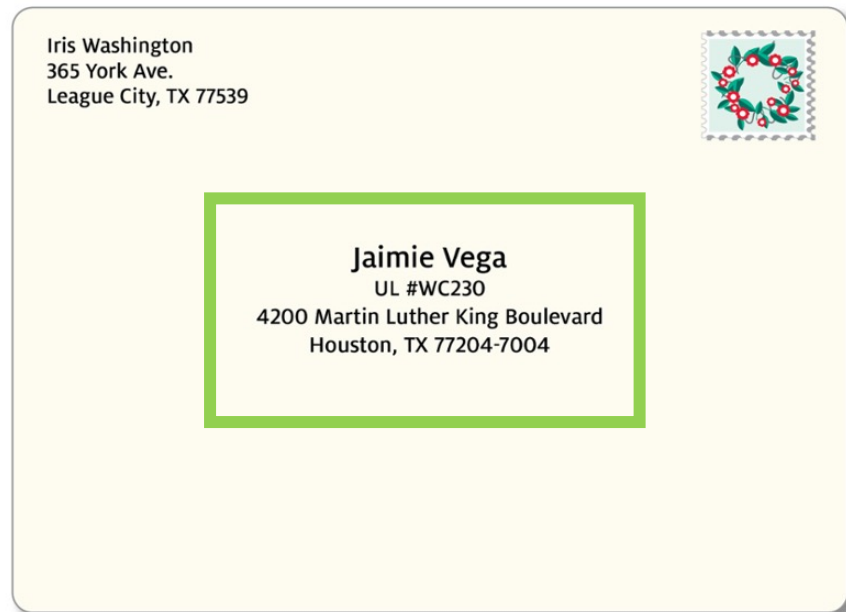 Iris Washington
365 York Ave.
League City, TX 77539
Jaimie Vega
UL #WC230
4200 Martin Luther King Boulevard
Houston, TX 77204-7004